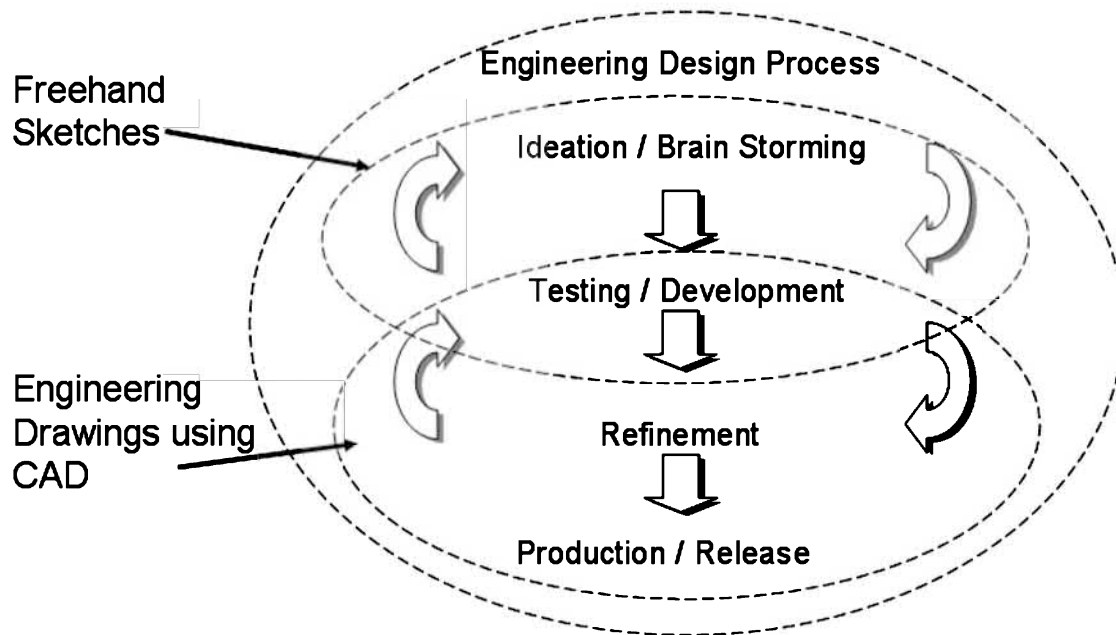 Engineering Design Process
Freehand
Sketches
Ideation / Brain Storming
Testing / Development
Engineering
Drawings using
CAD
Refinement
Production / Release